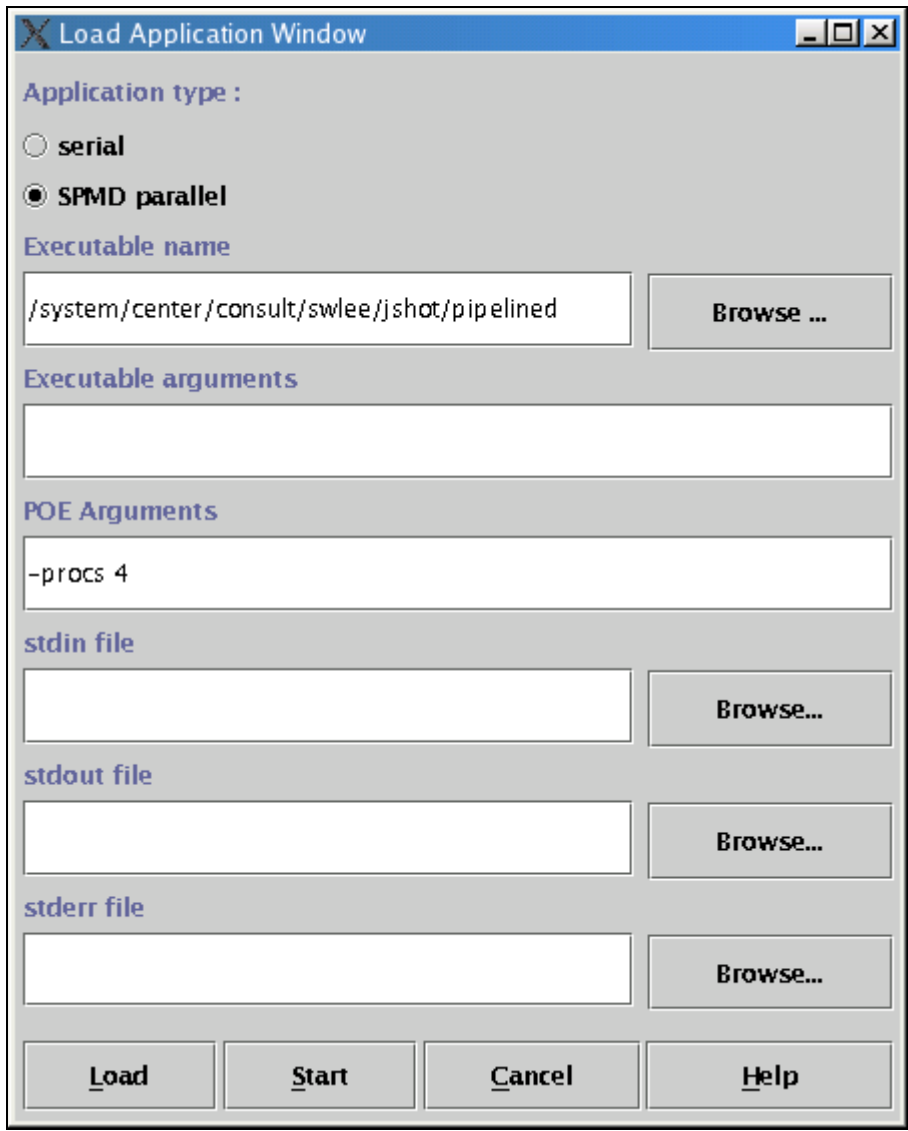 Load Application Window
Application type :
serial
SPMD parallel
Executable name
/system/center/consult/swlee/jshot/pipelined
Browse ...
Executable arguments
POE Arguments
-procs 4
stdin file
Browse...
stdout file
Browse...
stderr file
Browse...
Load Start Cancel Help